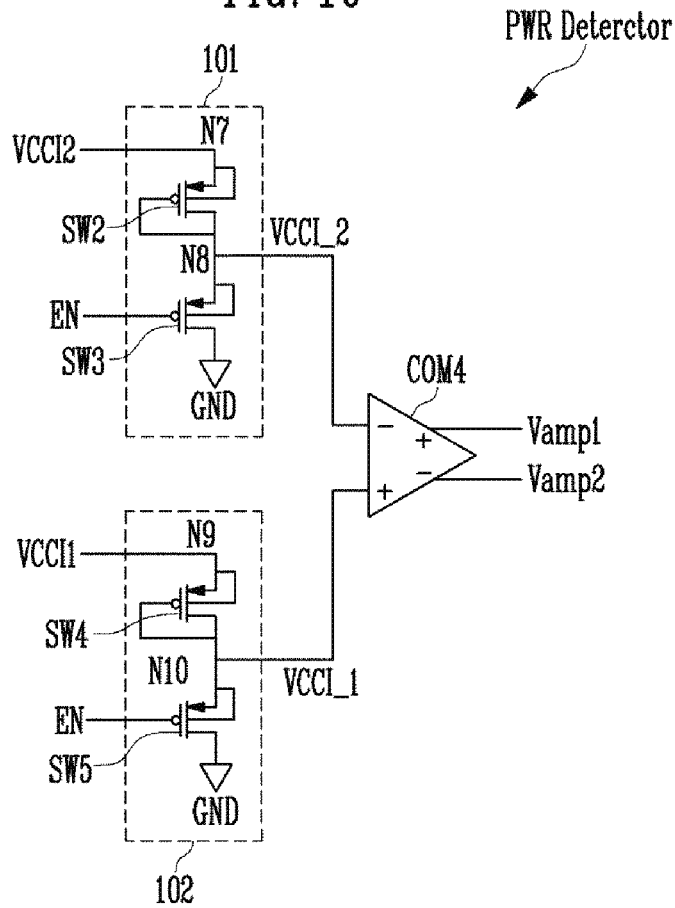 PWR Deterctor
101
N7
VCCI2
SW2
VCCI_2
N8
EN
SW3
GND
COM4
−
+
Vamp1
−
Vamp2
+
N9
VCCI1
SW4
N10
VCCI_1
EN
SW5
GND
102